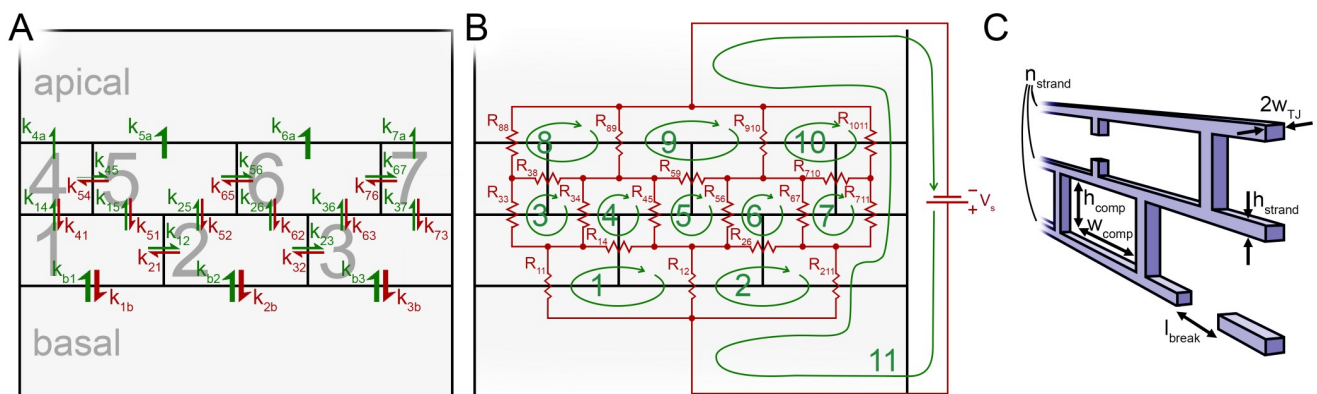 A
apical
k4a
k5a
k6a
k7a
4
5
6
7
k54
k45
k65
k56
k76
k67
k14
k41
k15
k51
k25
k52
k26
k62
k36
k63
k37
k73
1
2
3
k12
k21
k23
k32
kb1
k1b
kb2
k2b
kb3
k3b
basal
B
R88
R89
R910
R1011
8
9
10
R38
R59
R710
R33
R34
R45
R56
R67
R711
3
4
5
6
7
R14
R26
R11
R12
R211
1
2
11
−
+
Vs
C
nstrand
2wTJ
hcomp
wcomp
hstrand
lbreak